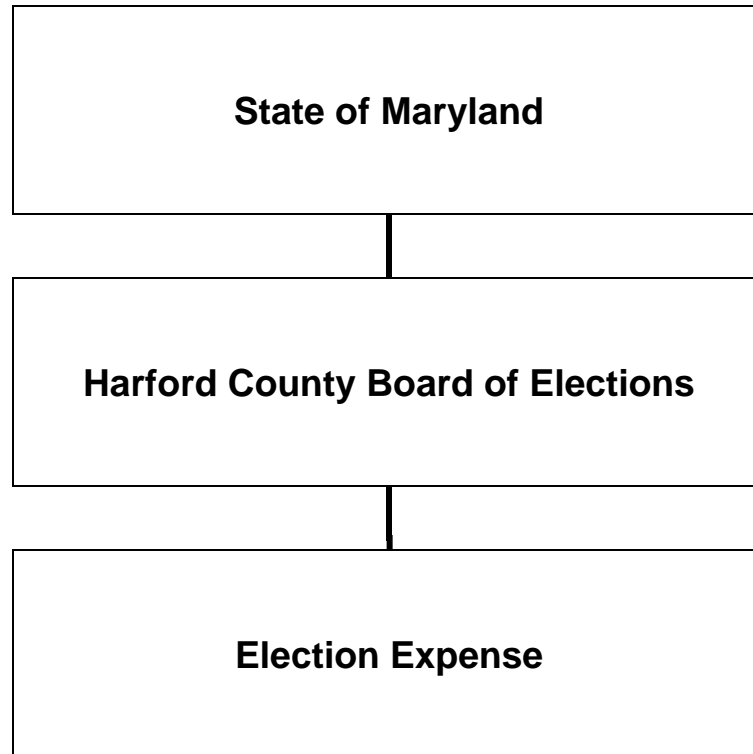 State of Maryland
Harford County Board of Elections
Election Expense